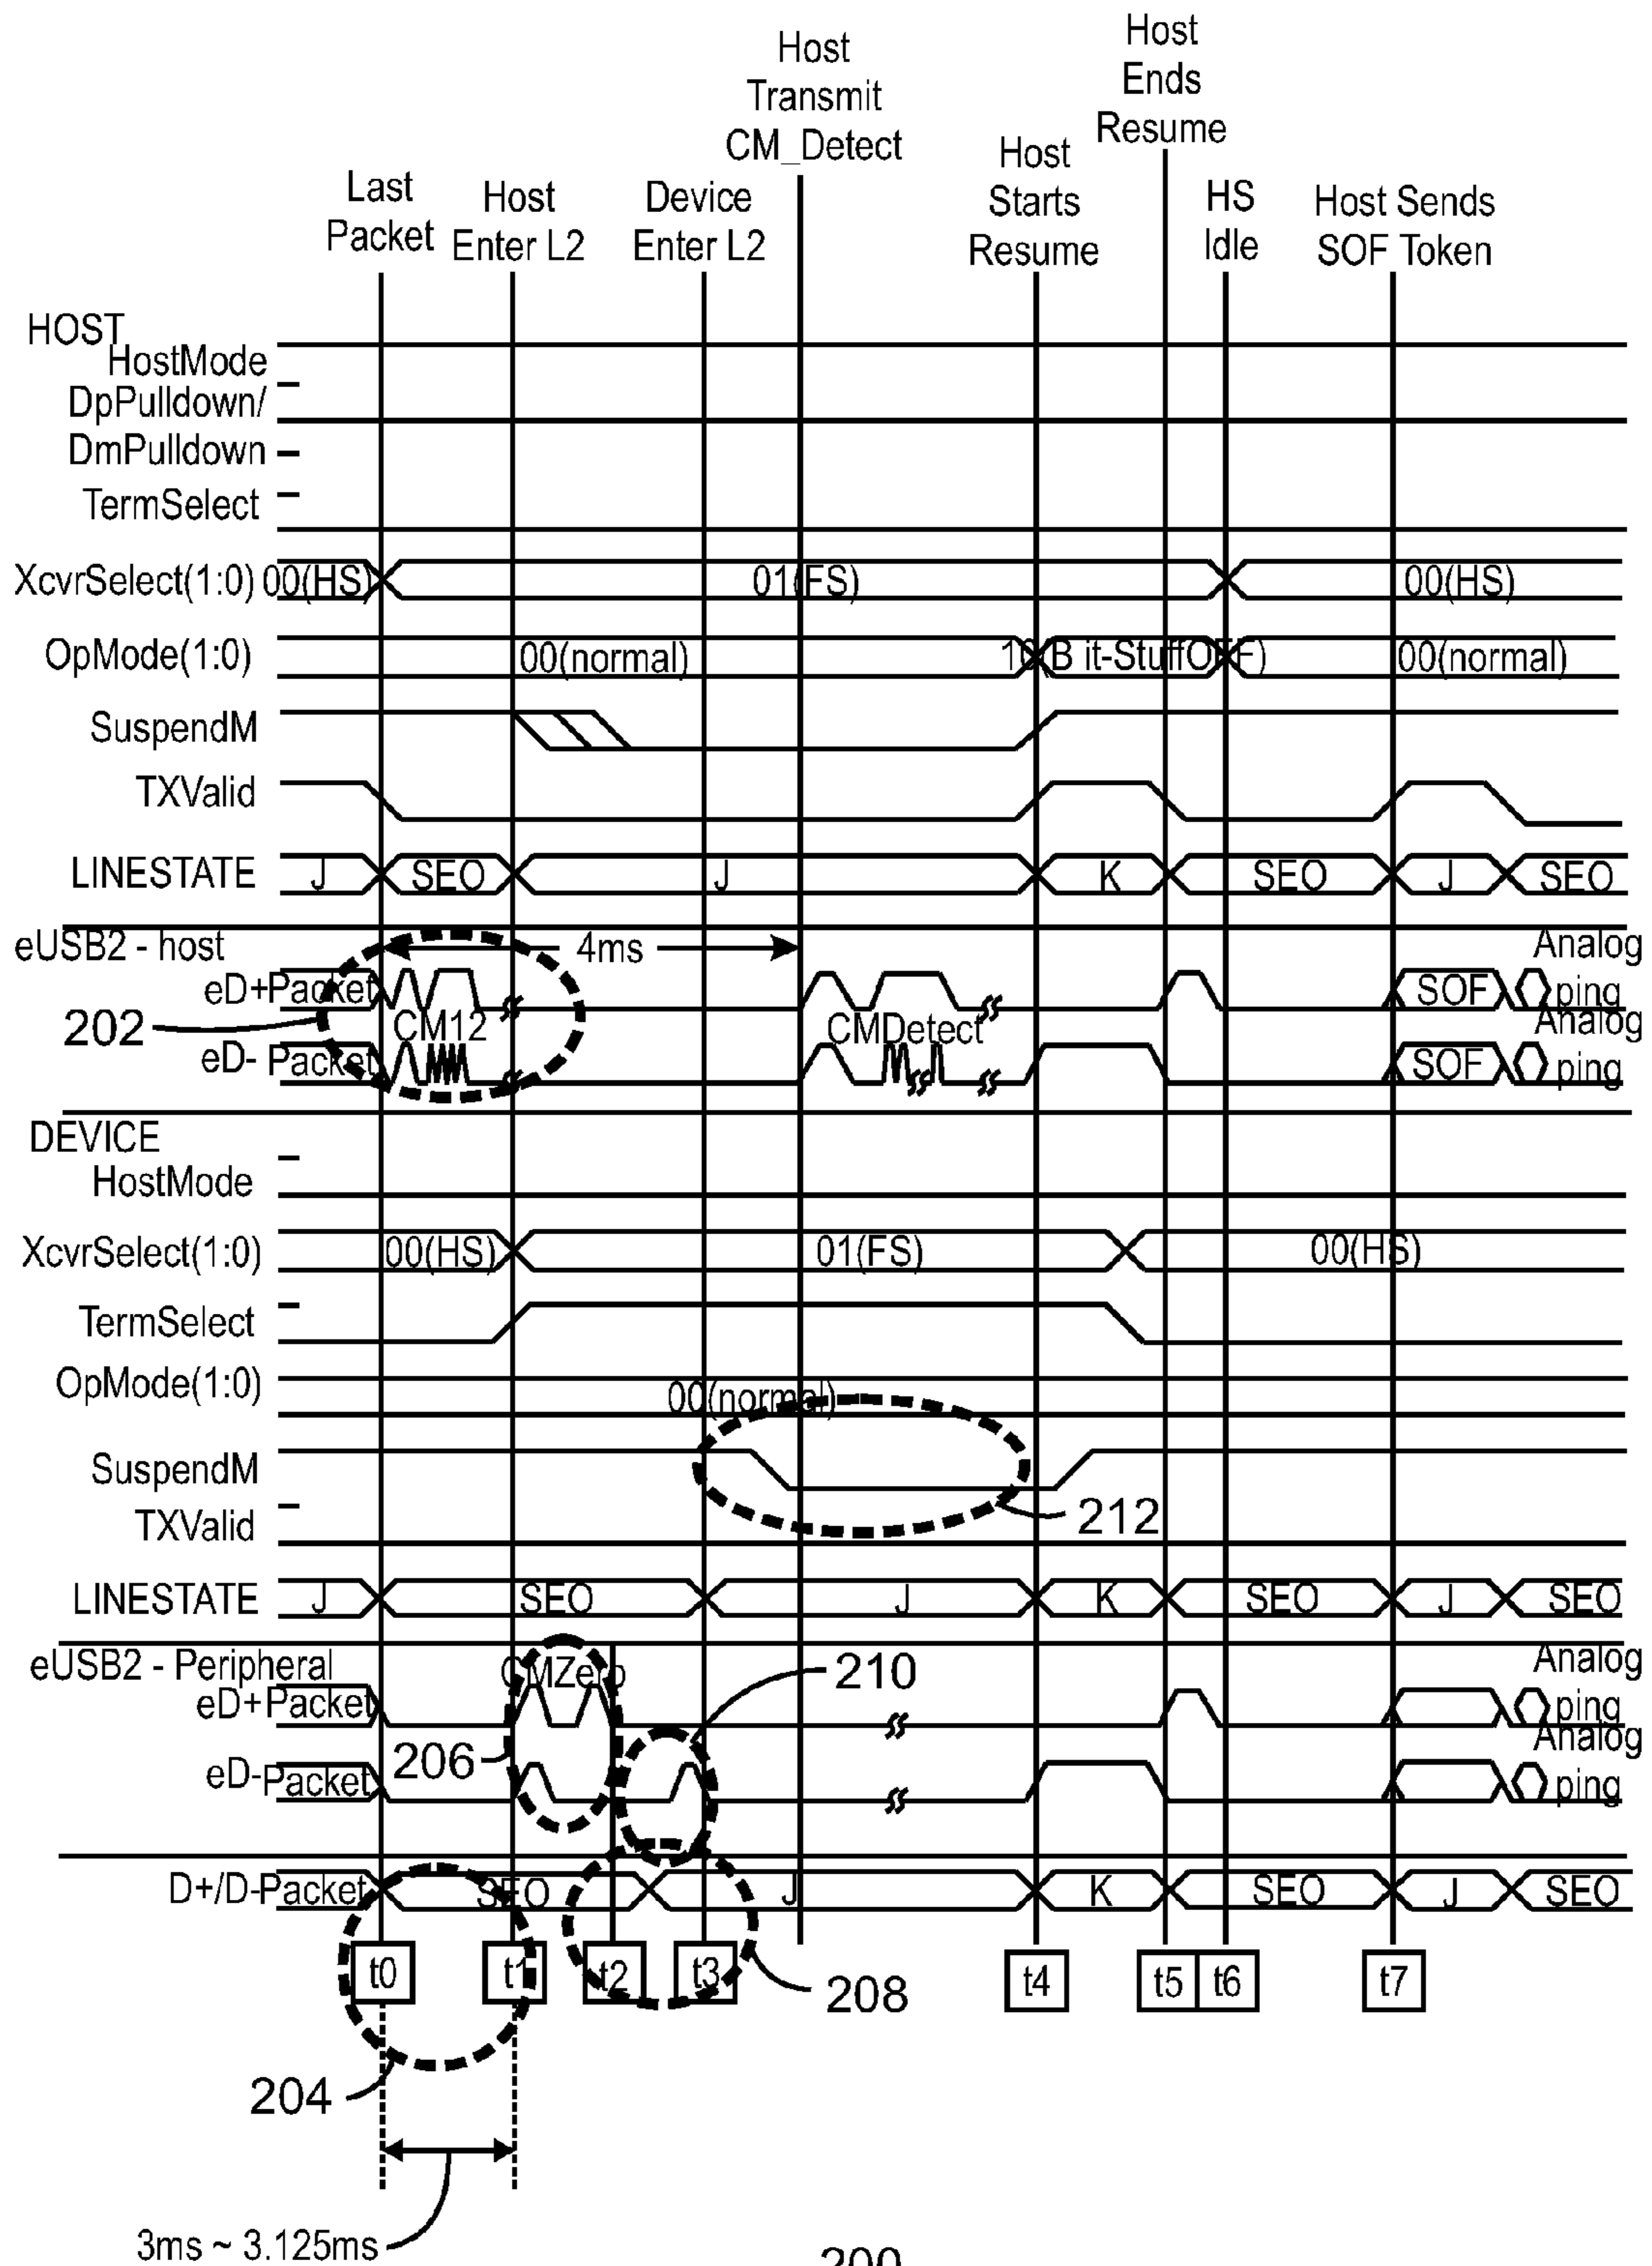 Host
Transmit
CM_Detect
Host
Ends
Resume
Last
Packet
Host
Enter L2
Device
Enter L2
Host
Starts
Resume
HS
Idle
Host Sends
SOF Token
HOST
HostMode
DpPulldown/
DmPulldown
TermSelect
XcvrSelect(1:0) 00(HS) 01(FS) 00(HS)
OpMode(1:0) 00(normal) 10(B it-StuffOFF) 00(normal)
SuspendM
TXValid
LINESTATE J SEO J K SEO J SEO
eUSB2 - host 4ms Analog
eD+ Packet SOF ping
202 CM12 CMDetect Analog
eD- Packet SOF ping
DEVICE
HostMode
XcvrSelect(1:0) 00(HS) 01(FS) 00(HS)
TermSelect
OpMode(1:0) 00(normal)
SuspendM
212
TXValid
LINESTATE J SEO J K SEO J SEO
eUSB2 - Peripheral CMZero 210 Analog
eD+ Packet ping
206 Analog
eD- Packet ping
D+/D- Packet SEO J K SEO J SEO
t0 t1 t2 t3 t4 t5 t6 t7
208
204
3ms ~ 3.125ms
200